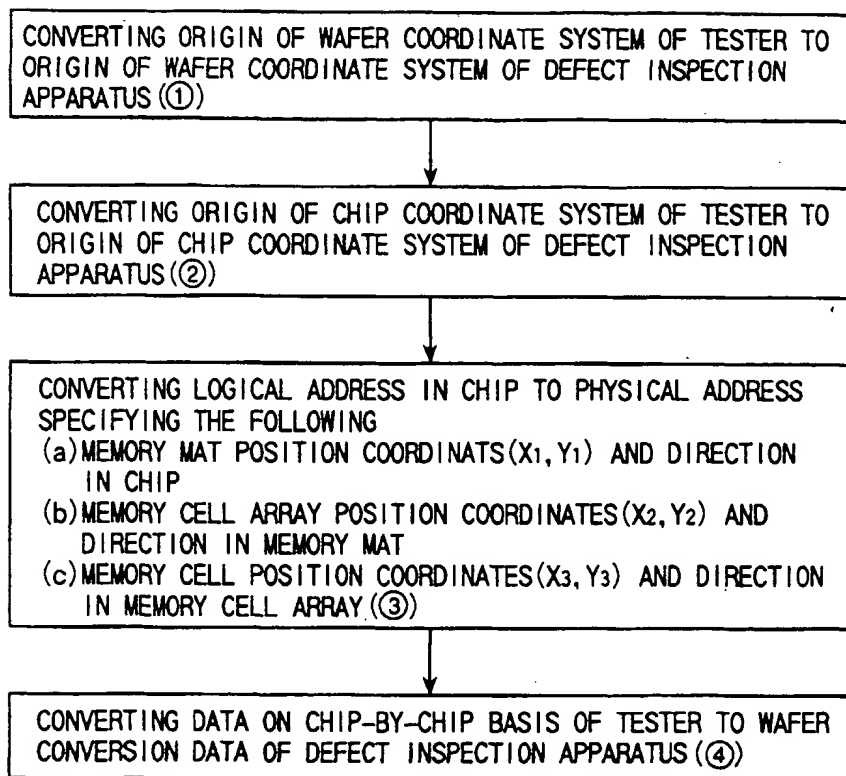 CONVERTING ORIGIN OF WAFER COORDINATE SYSTEM OF TESTER TO
ORIGIN OF WAFER COORDINATE SYSTEM OF DEFECT INSPECTION
APPARATUS(①)
CONVERTING ORIGIN OF CHIP COORDINATE SYSTEM OF TESTER TO
ORIGIN OF CHIP COORDINATE SYSTEM OF DEFECT INSPECTION
APPARATUS(②)
CONVERTING LOGICAL ADDRESS IN CHIP TO PHYSICAL ADDRESS
SPECIFYING THE FOLLOWING
(a)MEMORY MAT POSITION COORDINATS(X1,Y1) AND DIRECTION
IN CHIP
(b)MEMORY CELL ARRAY POSITION COORDINATES(X2,Y2) AND
DIRECTION IN MEMORY MAT
(c)MEMORY CELL POSITION COORDINATES(X3,Y3) AND DIRECTION
IN MEMORY CELL ARRAY(③)
CONVERTING DATA ON CHIP-BY-CHIP BASIS OF TESTER TO WAFER
CONVERSION DATA OF DEFECT INSPECTION APPARATUS(④)